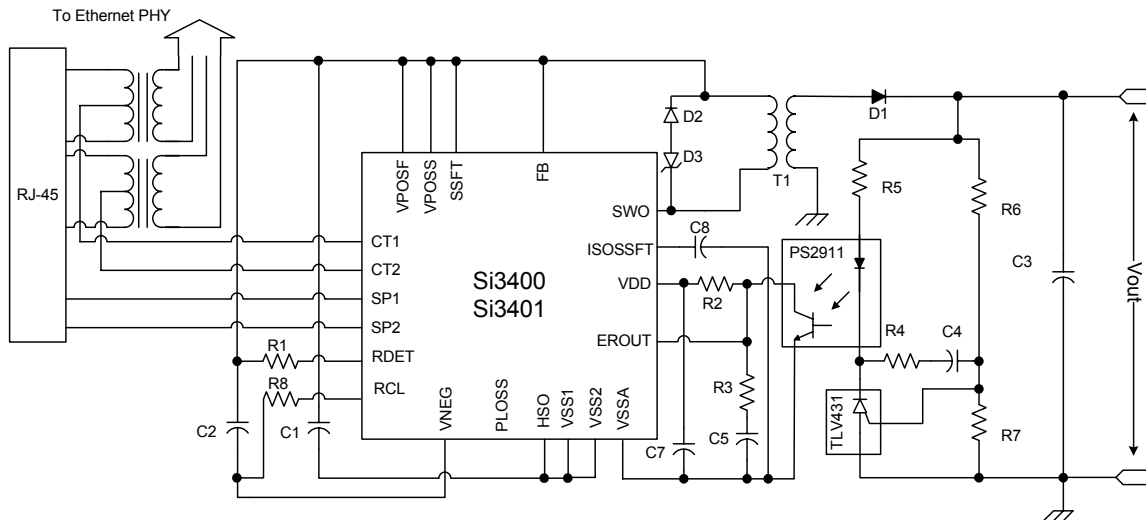 To Ethernet PHY
RJ-45
VPOSF
VPOSS
SSFT
FB
D2
D3
T1
D1
SWO
ISOSSFT
VDD
EROUT
CT1
CT2
SP1
SP2
RDET
RCL
Si3400
Si3401
VNEG
PLOSS
HSO
VSS1
VSS2
VSSA
R1
R8
C2
C1
C8
R2
R3
C7
C5
PS2911
R5
R6
R4
C4
TLV431
R7
C3
Vout